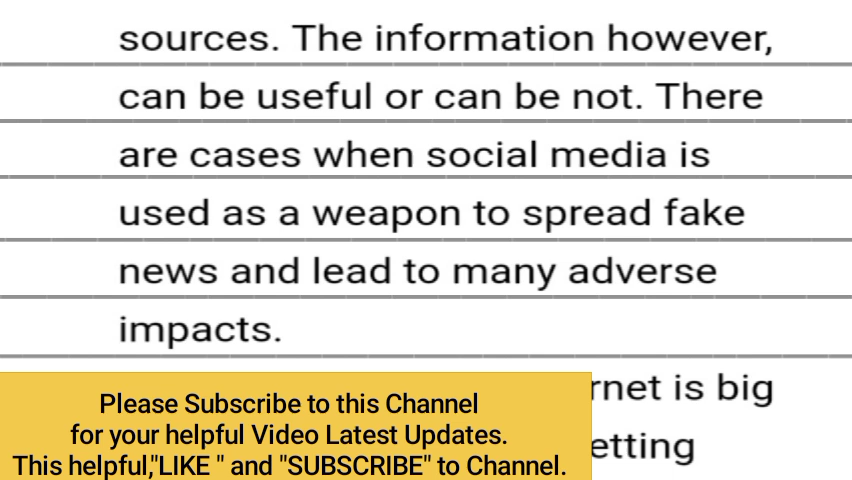 sources. The information however,
can be useful or can be not. There
are cases when social media is
used as a weapon to spread fake
news and lead to many adverse
impacts.
is big
Please Subscribe to this Channel
for your helpful Video Latest Updates.
This helpful,"LIKE " and "SUBSCRIBE" to Channel.